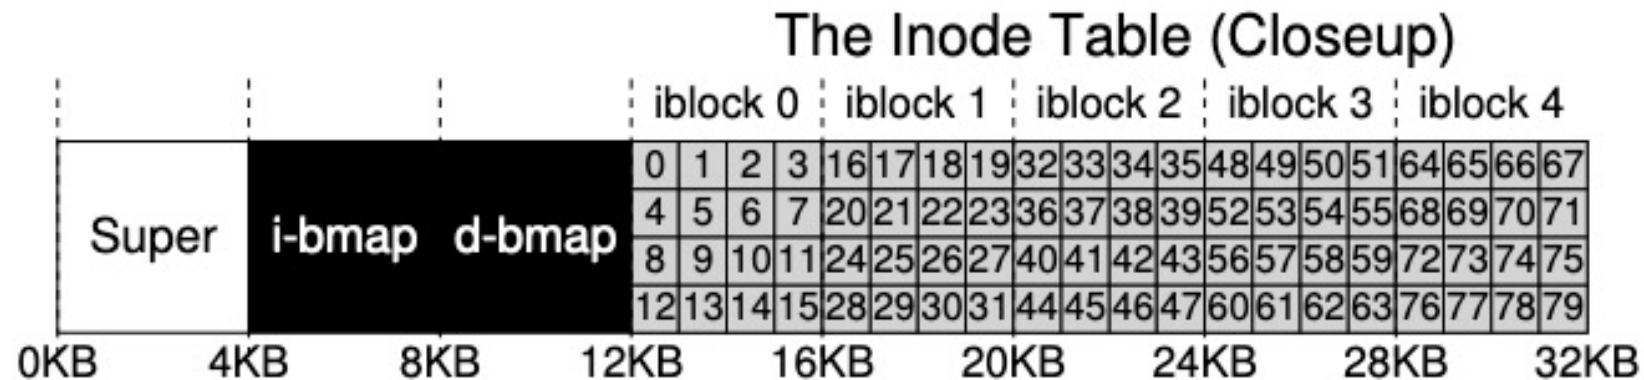 The Inode Table (Closeup)
iblock 0 iblock 1 iblock 2 iblock 3 iblock 4
0 1 2 3 16 17 18 19 32 33 34 35 48 49 50 51 64 65 66 67
4 5 6 7 20 21 22 23 36 37 38 39 52 53 54 55 68 69 70 71
Super i-bmap d-bmap
8 9 10 11 24 25 26 27 40 41 42 43 56 57 58 59 72 73 74 75
12 13 14 15 28 29 30 31 44 45 46 47 60 61 62 63 76 77 78 79
0KB 4KB 8KB 12KB 16KB 20KB 24KB 28KB 32KB